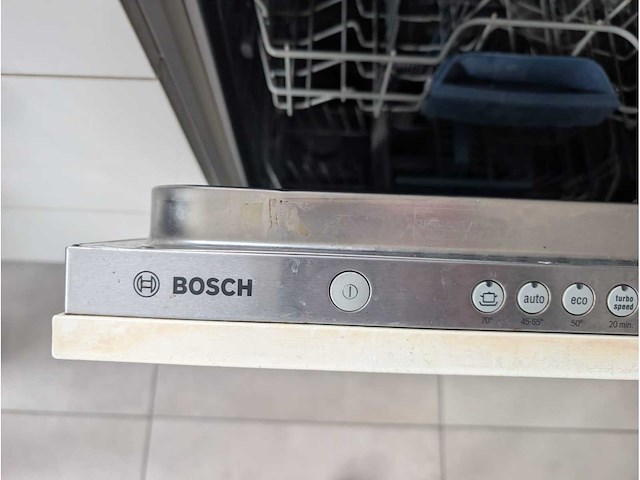 BOSCH
auto
eco
turbo
speed
70°
45-65°
50°
20 min.